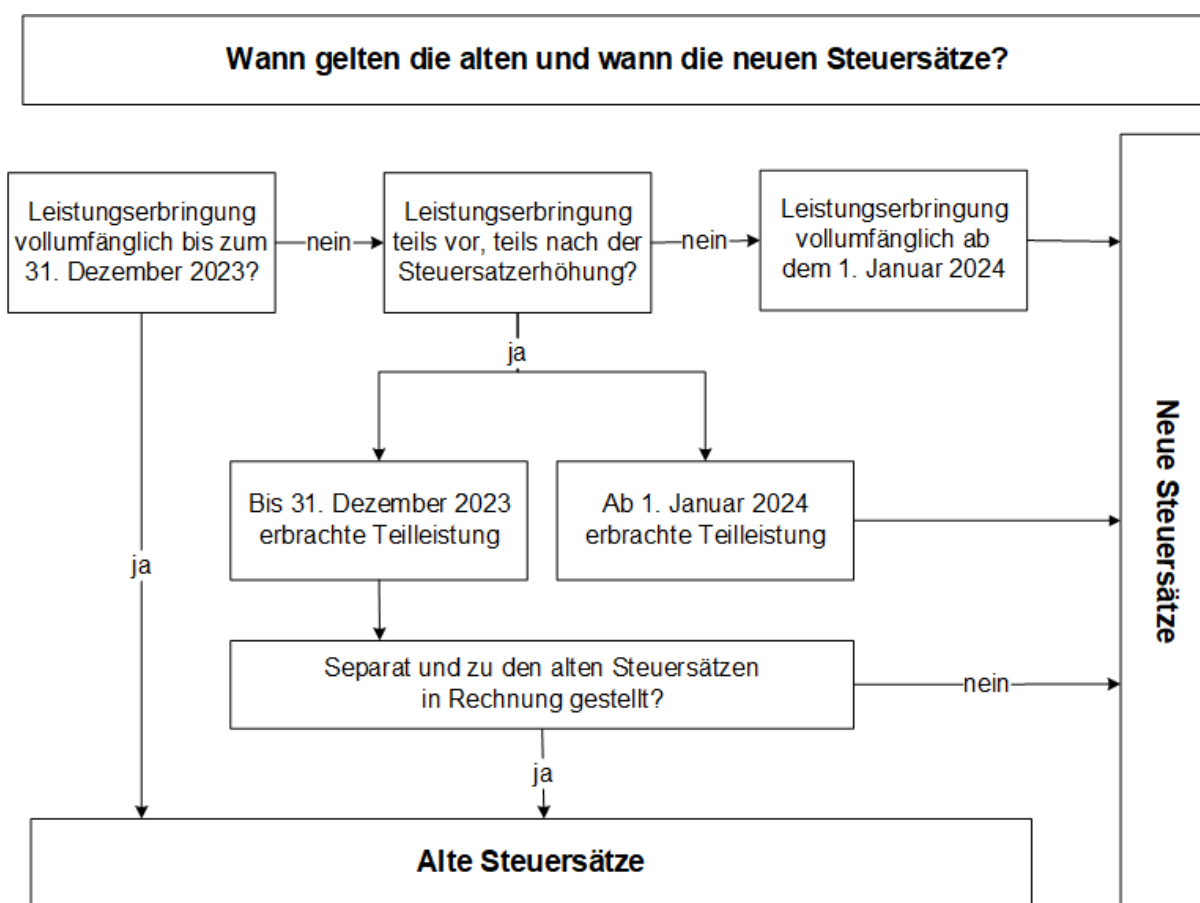 Wann gelten die alten und wann die neuen Steuersätze?
Leistungserbringung
vollumfänglich bis zum
31. Dezember 2023?
nein
Leistungserbringung
teils vor, teils nach der
Steuersatzerhöhung?
nein
Leistungserbringung
vollumfänglich ab
dem 1. Januar 2024
ja
Bis 31. Dezember 2023
erbrachte Teilleistung
Ab 1. Januar 2024
erbrachte Teilleistung
ja
Separat und zu den alten Steuersätzen
in Rechnung gestellt?
nein
ja
Alte Steuersätze
Neue Steuersätze